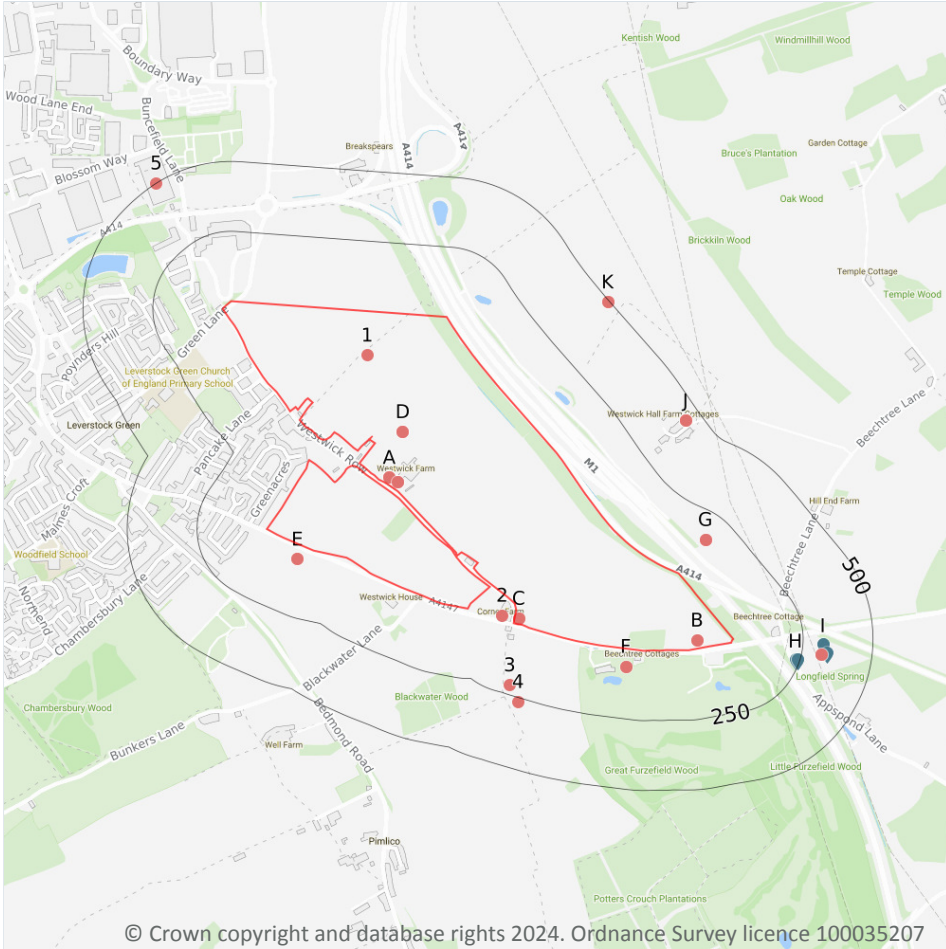 Kentish Wood
Windmillhill Wood
Boundary Way
Wood Lane End
Buncefield Lane
A414
A414
Breakspears
Garden Cottage
Bruce's Plantation
Blossom Way
5
Oak Wood
A414
Brickkiln Wood
K
Temple Cottage
Temple Wood
Green Lane
1
Poynders Hill
Leverstock Green Church
of England Primary School
Beechtree Lane
J
D
Westwick Hall Farm Cottages
Leverstock Green
Pancake Lane
Westwick Row
A
Westwick Farm
M1
Greenacres
Malmes Croft
Hill End Farm
G
E
Woodfield School
Beechtree Lane
A414
500
Northend
Chambersbury Lane
Westwick House
A4147
2
C
Corner Farm
Beechtree Cottage
B
H
I
F
Beechtree Cottages
Blackwater Lane
3
4
Longfield Spring
Blackwater Wood
Chambersbury Wood
250
Appspond Lane
Bedmond Road
Bunkers Lane
Well Farm
Great Furzefield Wood
Little Furzefield Wood
Pimlico
Potters Crouch Plantations
© Crown copyright and database rights 2024. Ordnance Survey licence 100035207